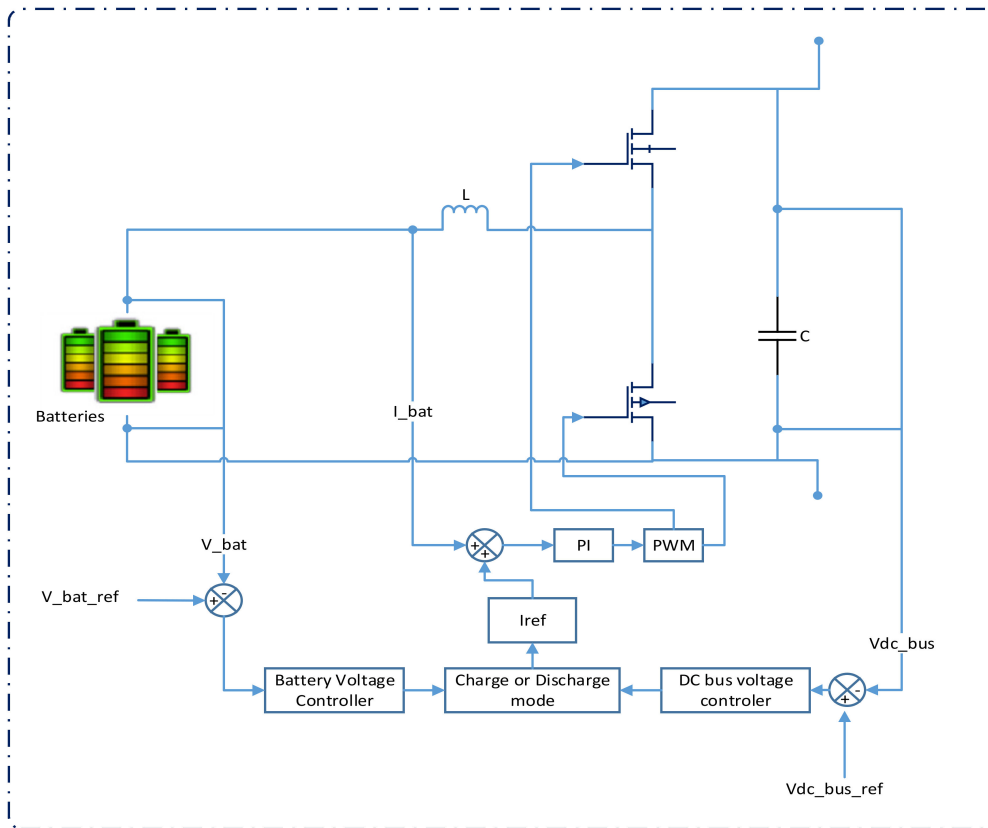 L
C
Batteries
I_bat
+
+
PI
PWM
V_bat
V_bat_ref
-
+
Iref
Vdc_bus
Battery Voltage
Controller
Charge or Discharge
mode
DC bus voltage
controler
-
+
Vdc_bus_ref